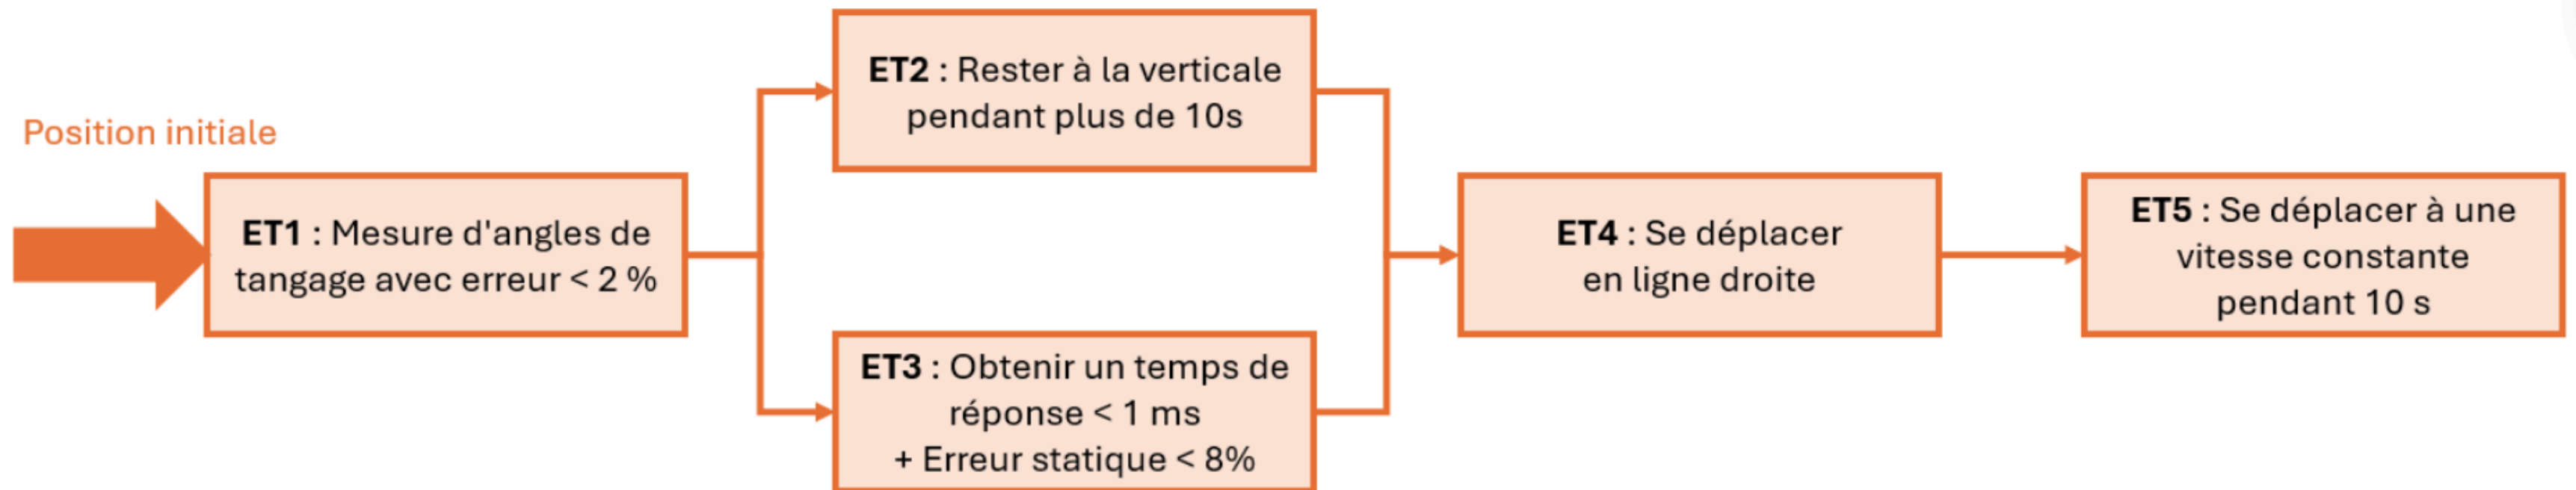 Position initiale
ET1 : Mesure d'angles de
tangage avec erreur < 2 %
ET2 : Rester à la verticale
pendant plus de 10s
ET3 : Obtenir un temps de
réponse < 1 ms
+ Erreur statique < 8%
ET4 : Se déplacer
en ligne droite
ET5 : Se déplacer à une
vitesse constante
pendant 10 s